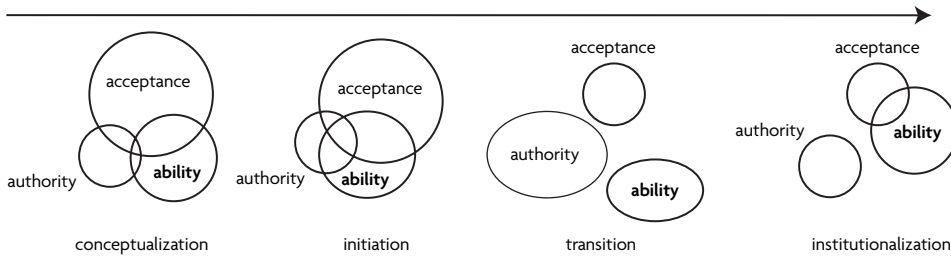 acceptance
authority
ability
conceptualization
acceptance
authority
ability
initiation
acceptance
authority
ability
transition
acceptance
authority
ability
institutionalization